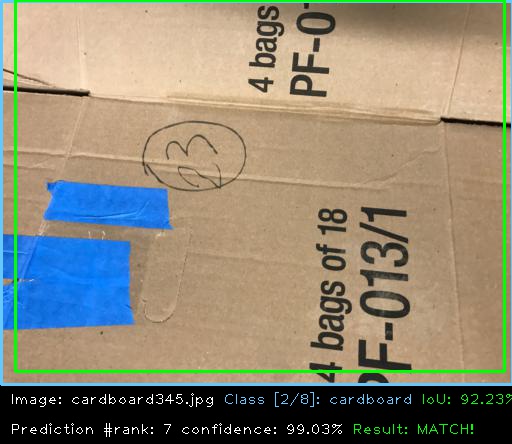 4 bags
PF-01
23
4 bags of 18
PF-013/1
Image: cardboard345.jpg Class [2/8]: cardboard IoU: 92.23%
Prediction #rank: 7 confidence: 99.03% Result: MATCH!